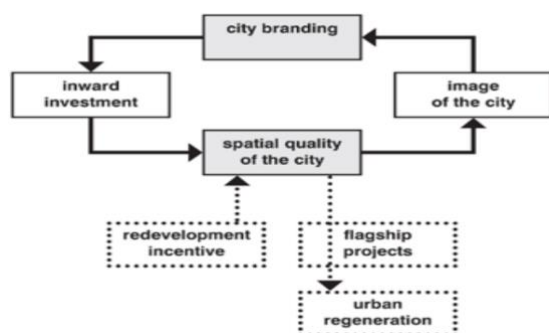 city branding
inward
investment
image
of the city
spatial quality
of the city
redevelopment
incentive
flagship
projects
urban
regeneration